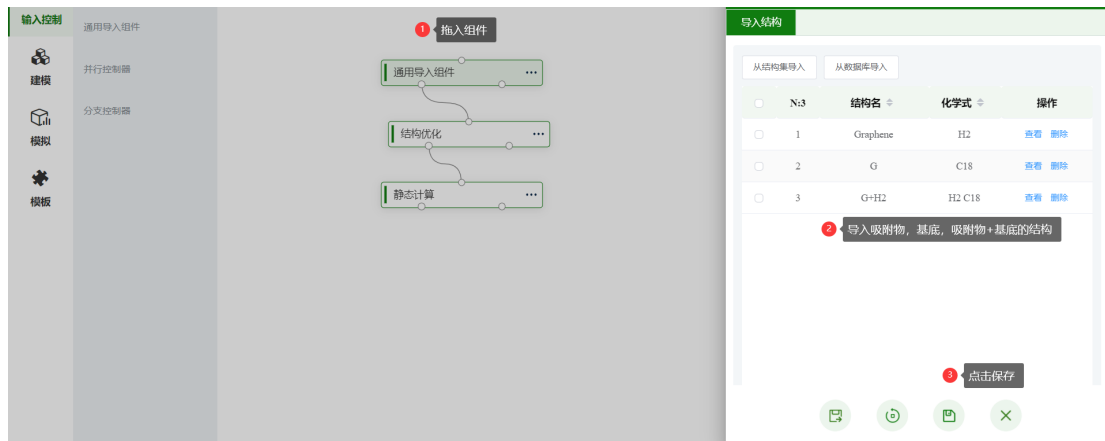 输入控制
建模
模拟
模板
通用导入组件
并行控制器
分支控制器
1 拖入组件
通用导入组件 ...
结构优化 ...
静态计算 ...
导入结构
从结构集导入 从数据库导入
N:3 结构名 化学式 操作
1 Graphene H2 查看 删除
2 G C18 查看 删除
3 G+H2 H2 C18 查看 删除
2 导入吸附物，基底，吸附物+基底的结构
3 点击保存